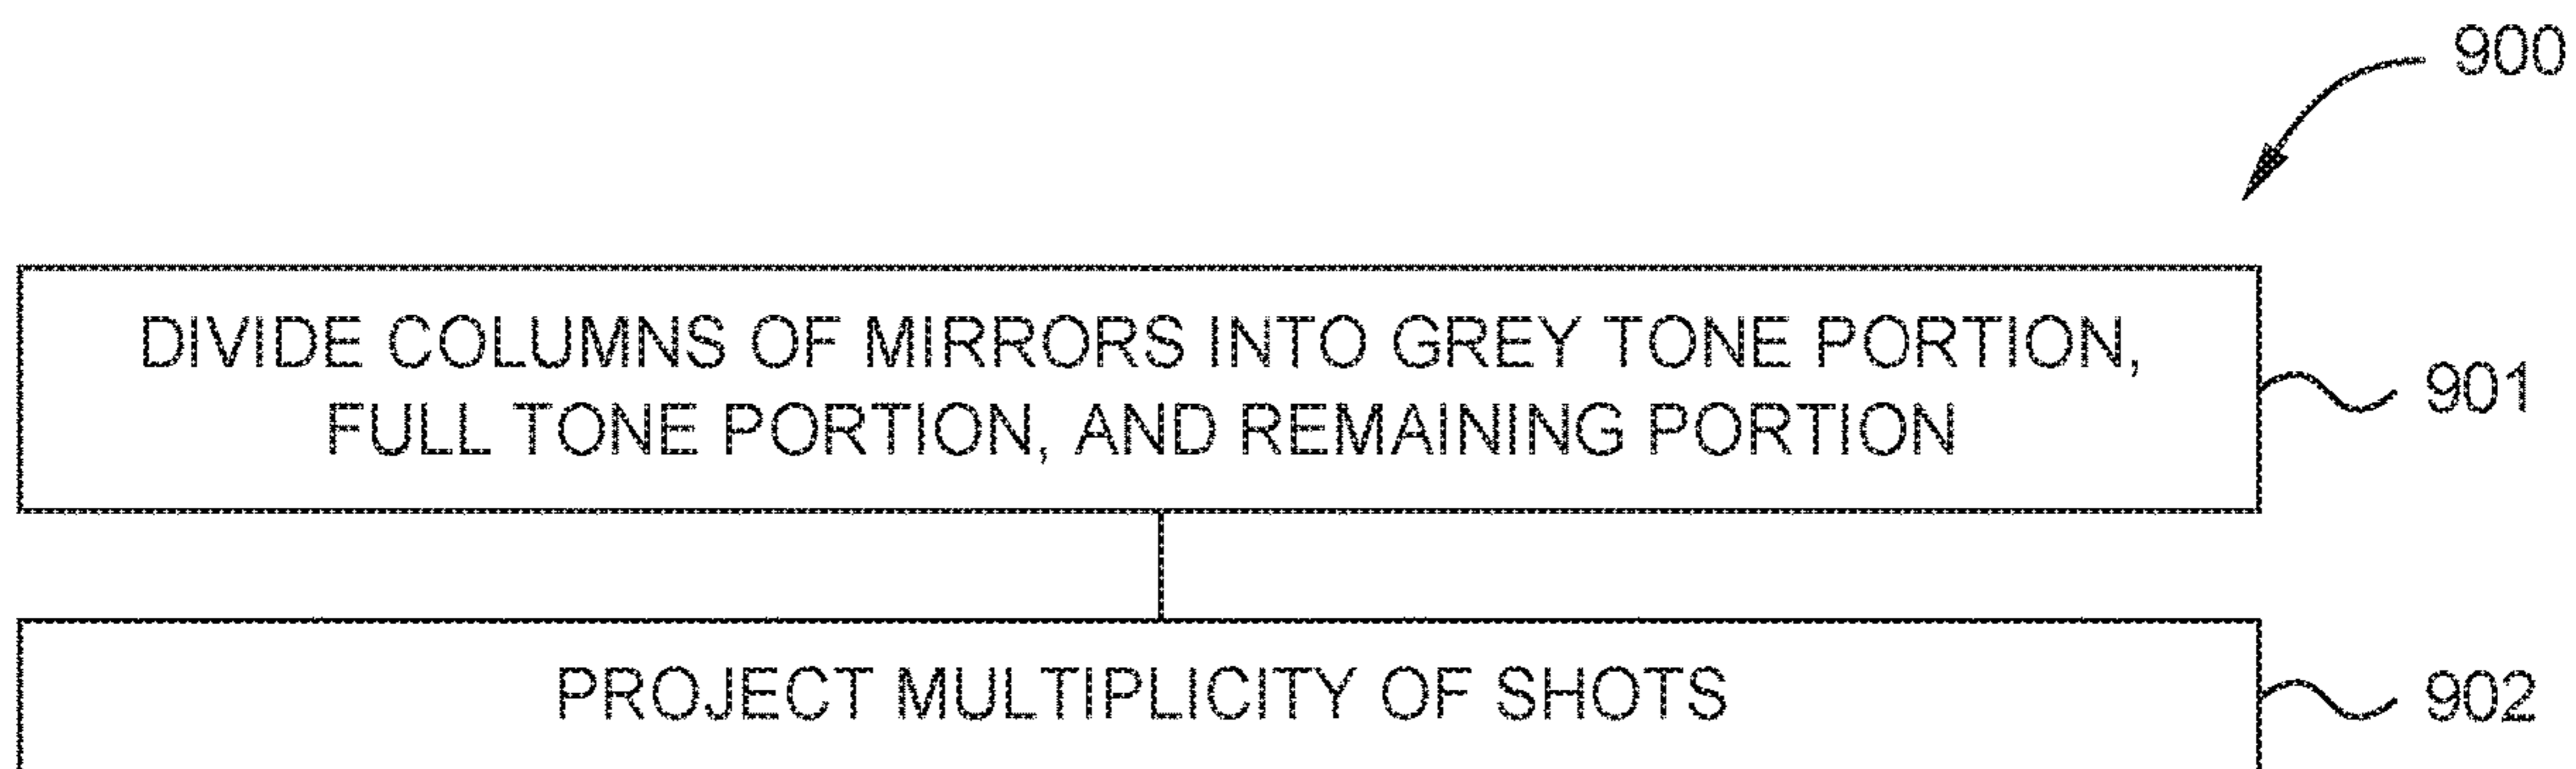 900
DIVIDE COLUMNS OF MIRRORS INTO GREY TONE PORTION,
FULL TONE PORTION, AND REMAINING PORTION
901
PROJECT MULTIPLICITY OF SHOTS
902